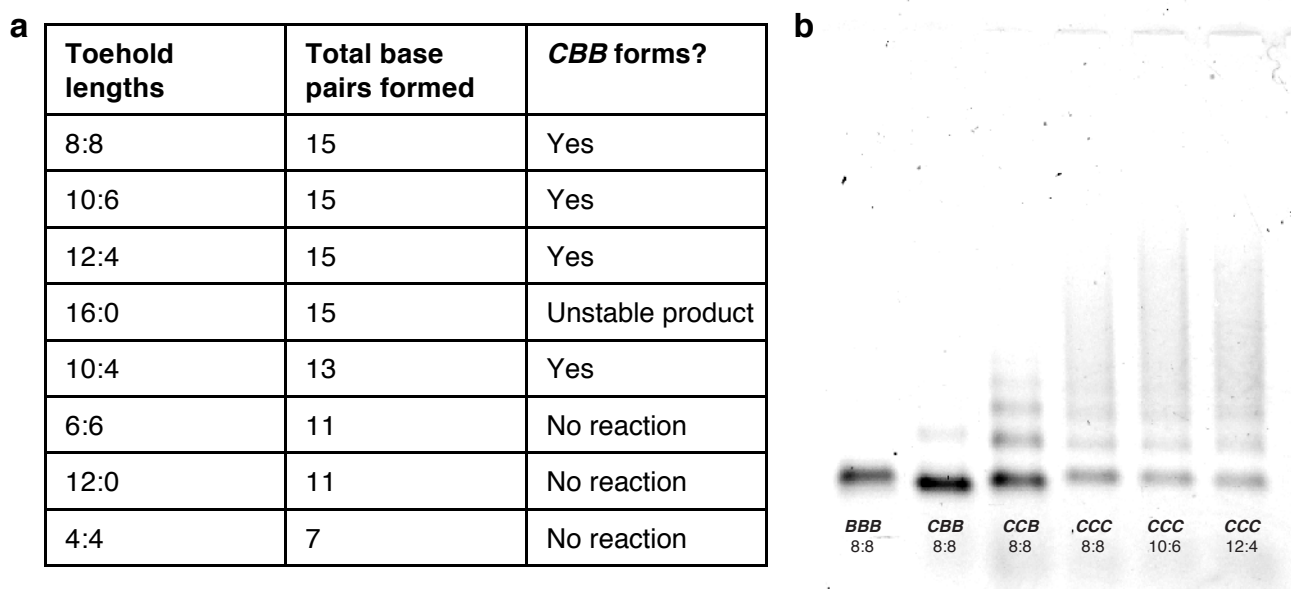 a
Toehold lengths
Total base pairs formed
CBB forms?
8:8
15
Yes
10:6
15
Yes
12:4
15
Yes
16:0
15
Unstable product
10:4
13
Yes
6:6
11
No reaction
12:0
11
No reaction
4:4
7
No reaction
b
BBB
CBB
CCB
CCC
CCC
CCC
8:8
8:8
8:8
8:8
10:6
12:4